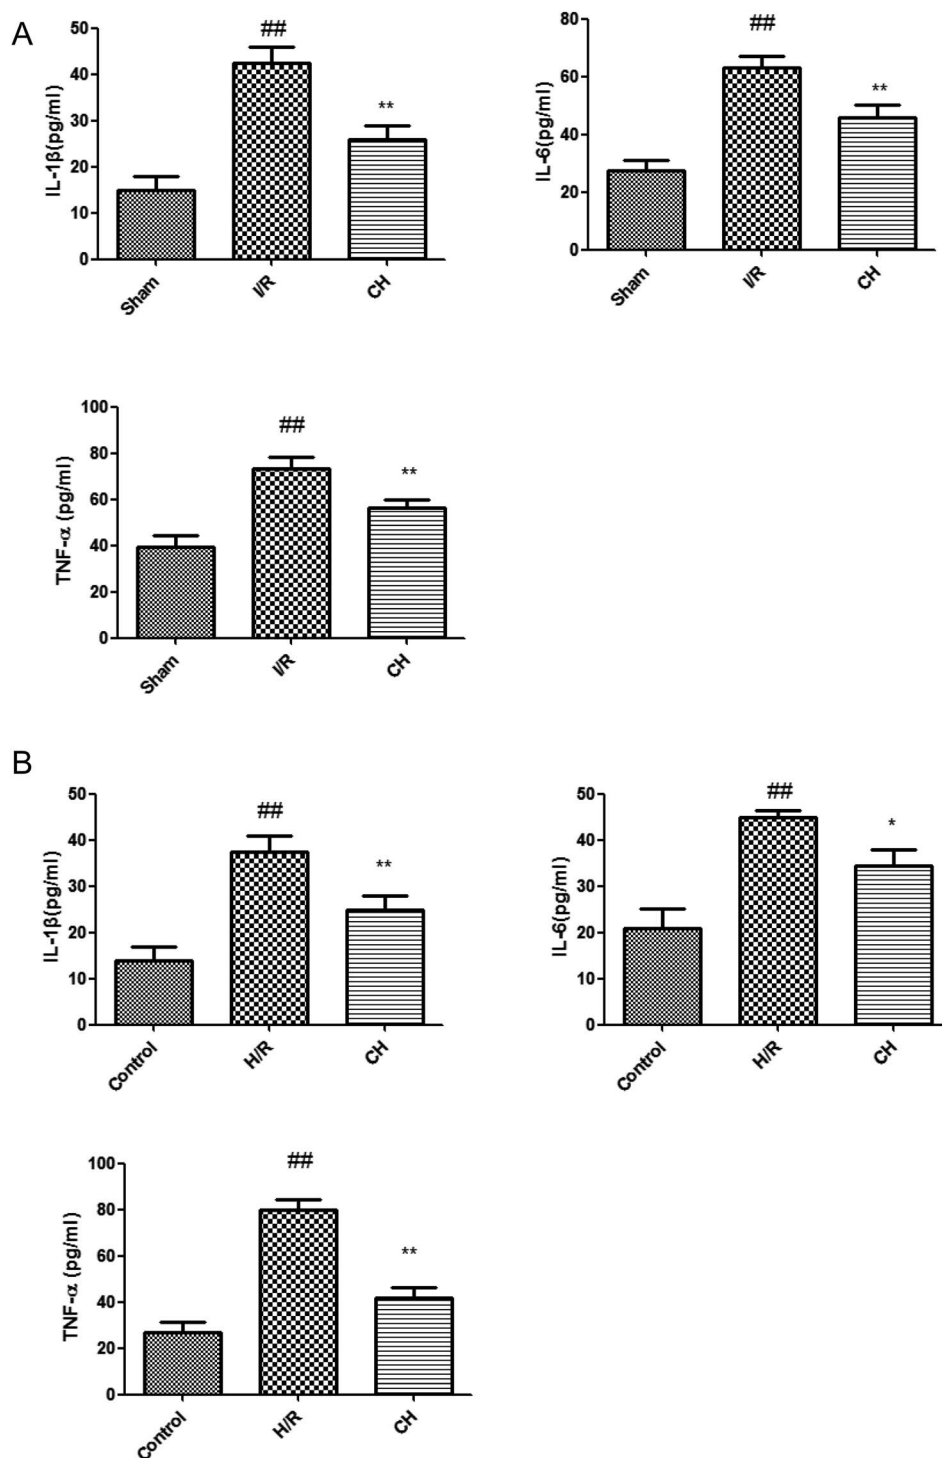 A
IL-1β(pg/ml)
50
40
30
20
10
0
##
**
Sham
I/R
CH
IL-6(pg/ml)
80
60
40
20
0
##
**
Sham
I/R
CH
TNF-α (pg/ml)
100
80
60
40
20
0
##
**
Sham
I/R
CH
B
IL-1β(pg/ml)
50
40
30
20
10
0
##
**
Control
H/R
CH
IL-6(pg/ml)
50
40
30
20
10
0
##
*
Control
H/R
CH
TNF-α (pg/ml)
100
80
60
40
20
0
##
**
Control
H/R
CH